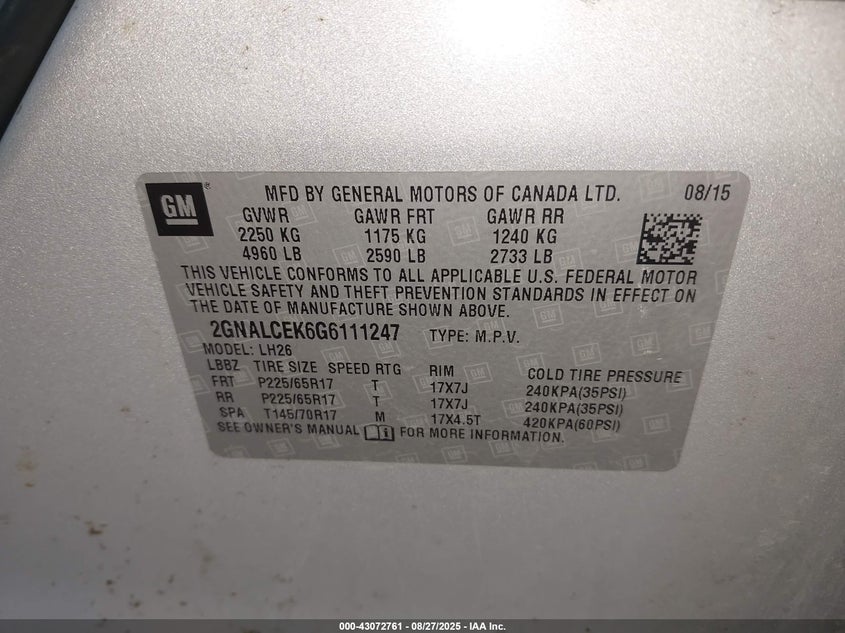 GM
MFD BY GENERAL MOTORS OF CANADA LTD. 08/15
GVWR GAWR FRT GAWR RR
2250 KG 1175 KG 1240 KG
4960 LB 2590 LB 2733 LB
THIS VEHICLE CONFORMS TO ALL APPLICABLE U.S. FEDERAL MOTOR
VEHICLE SAFETY AND THEFT PREVENTION STANDARDS IN EFFECT ON
THE DATE OF MANUFACTURE SHOWN ABOVE.
2GNALCEK6G6111247 TYPE: M.P.V.
MODEL: LH26
LBBZ TIRE SIZE SPEED RTG RIM COLD TIRE PRESSURE
FRT P225/65R17 T 17X7J 240KPA(35PSI)
RR P225/65R17 T 17X7J 240KPA(35PSI)
SPA T145/70R17 M 17X4.5T 420KPA(60PSI)
SEE OWNER'S MANUAL FOR MORE INFORMATION.
000-43072761 - 08/27/2025 - IAA Inc.